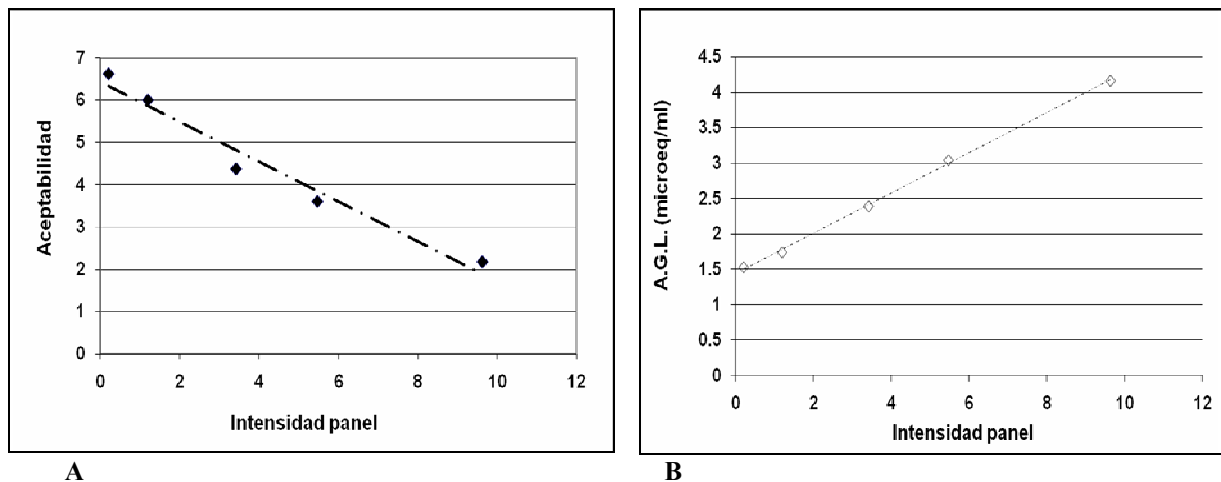 7
6
5
4
3
2
1
0
Aceptabilidad
0 2 4 6 8 10 12
Intensidad panel
A
4.5
4
3.5
3
2.5
2
1.5
1
0.5
0
A.G.L. (microeq/ml)
0 2 4 6 8 10 12
Intensidad panel
B